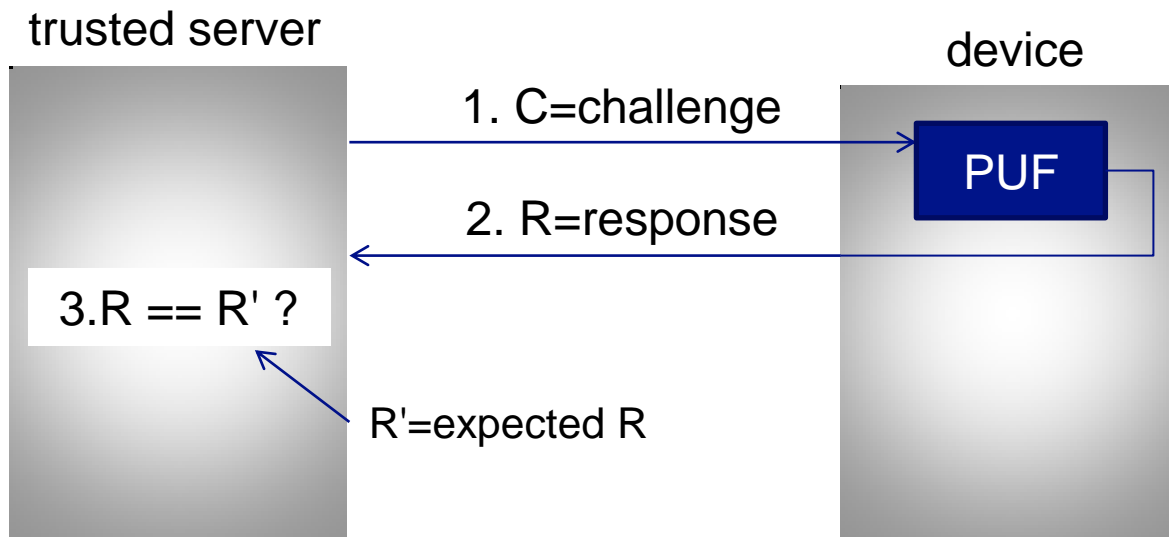 trusted server
device
1. C=challenge
PUF
2. R=response
3.R == R' ?
R'=expected R